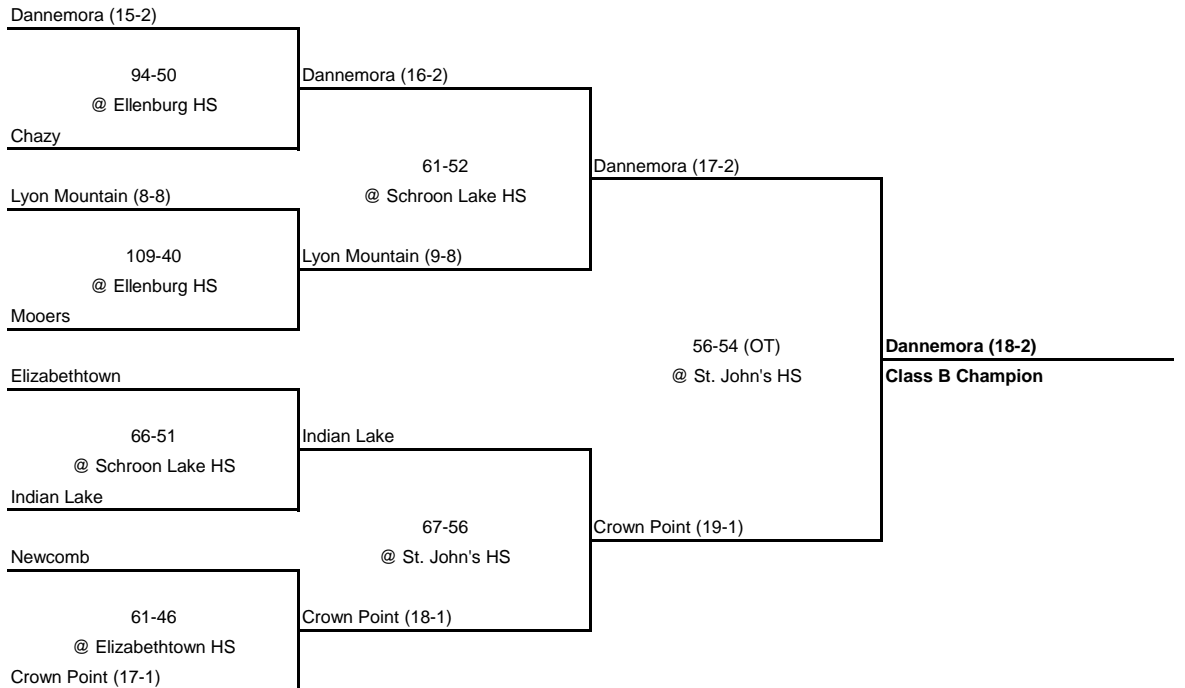 Dannemora (15-2)
94-50
@ Ellenburg HS
Chazy
Dannemora (16-2)
Lyon Mountain (8-8)
109-40
@ Ellenburg HS
Mooers
Lyon Mountain (9-8)
61-52
@ Schroon Lake HS
Dannemora (17-2)
Elizabethtown
66-51
@ Schroon Lake HS
Indian Lake
Indian Lake
Newcomb
61-46
@ Elizabethtown HS
Crown Point (17-1)
Crown Point (18-1)
67-56
@ St. John's HS
Crown Point (19-1)
56-54 (OT)
@ St. John's HS
Dannemora (18-2)
Class B Champion